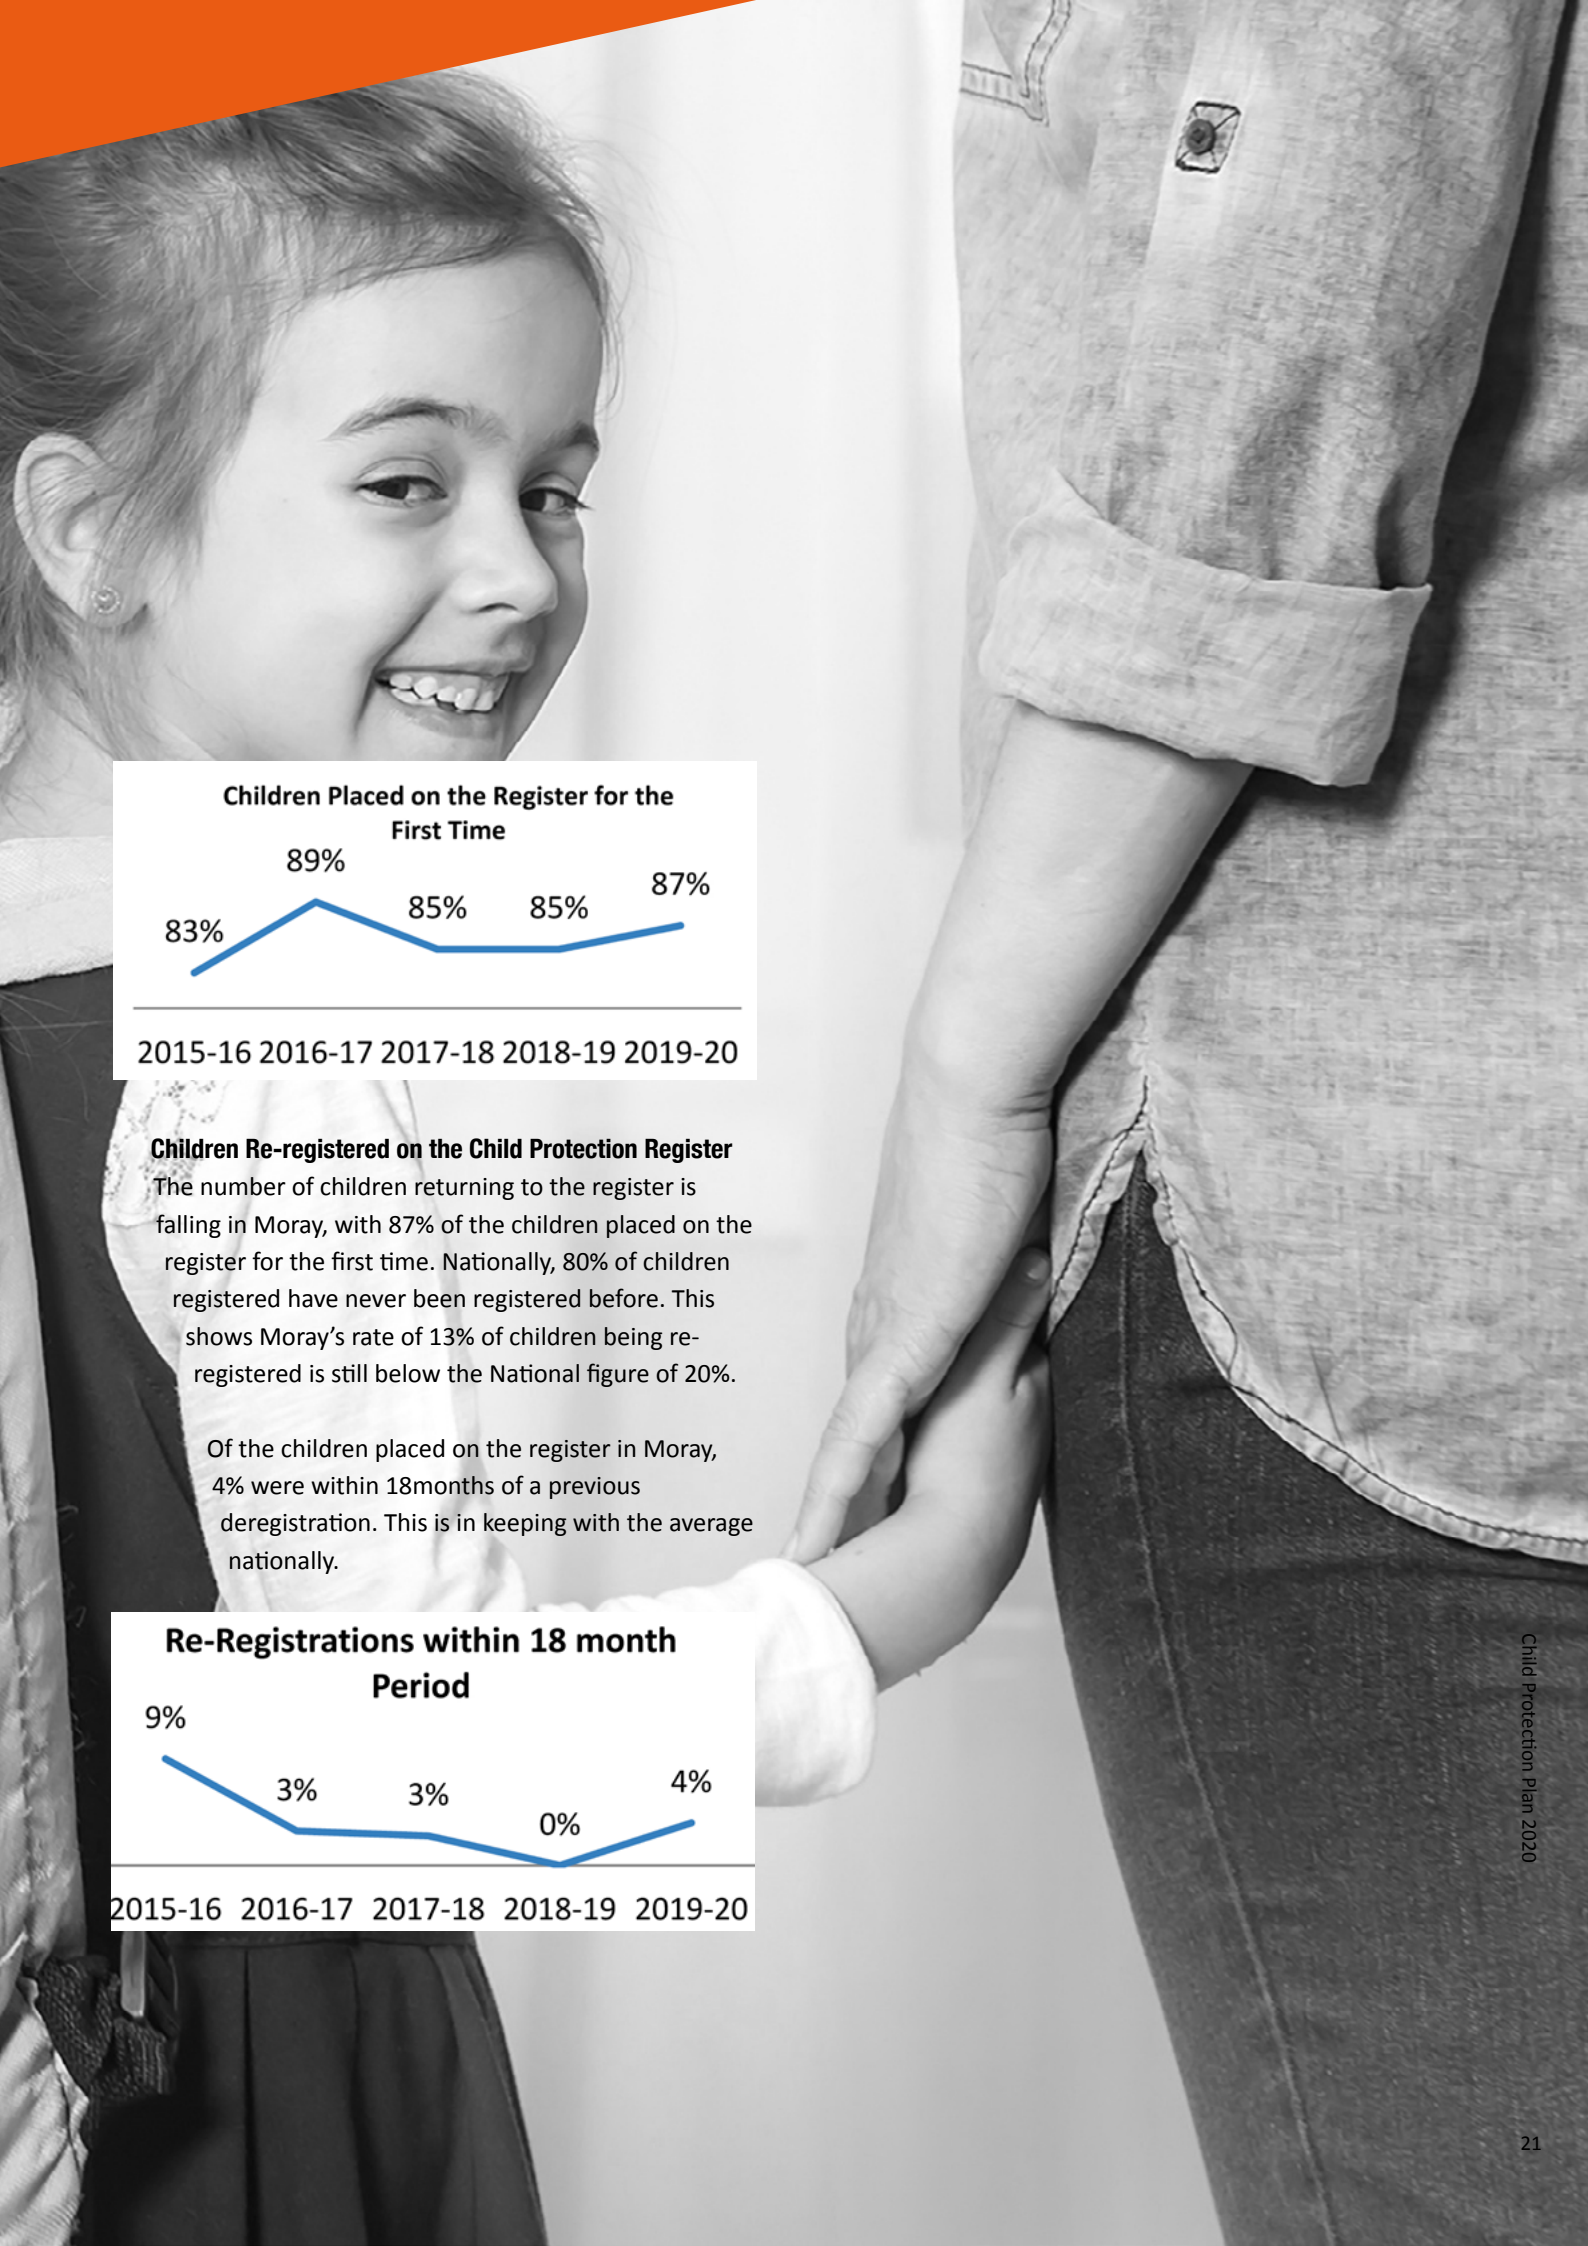 Children Placed on the Register for the
First Time
89%
87%
85% 85%
83%
2015-16 2016-17 2017-18 2018-19 2019-20
Children Re-registered on the Child Protection Register
The number of children returning to the register is
falling in Moray, with 87% of the children placed on the
register for the first time. Nationally, 80% of children
registered have never been registered before. This
shows Moray’s rate of 13% of children being re-
registered is still below the National figure of 20%.
Of the children placed on the register in Moray,
4% were within 18months of a previous
deregistration. This is in keeping with the average
nationally.
Re-Registrations within 18 month
Period
9%
3% 3% 4%
0%
2015-16 2016-17 2017-18 2018-19 2019-20
Child Protection Plan 2020
21